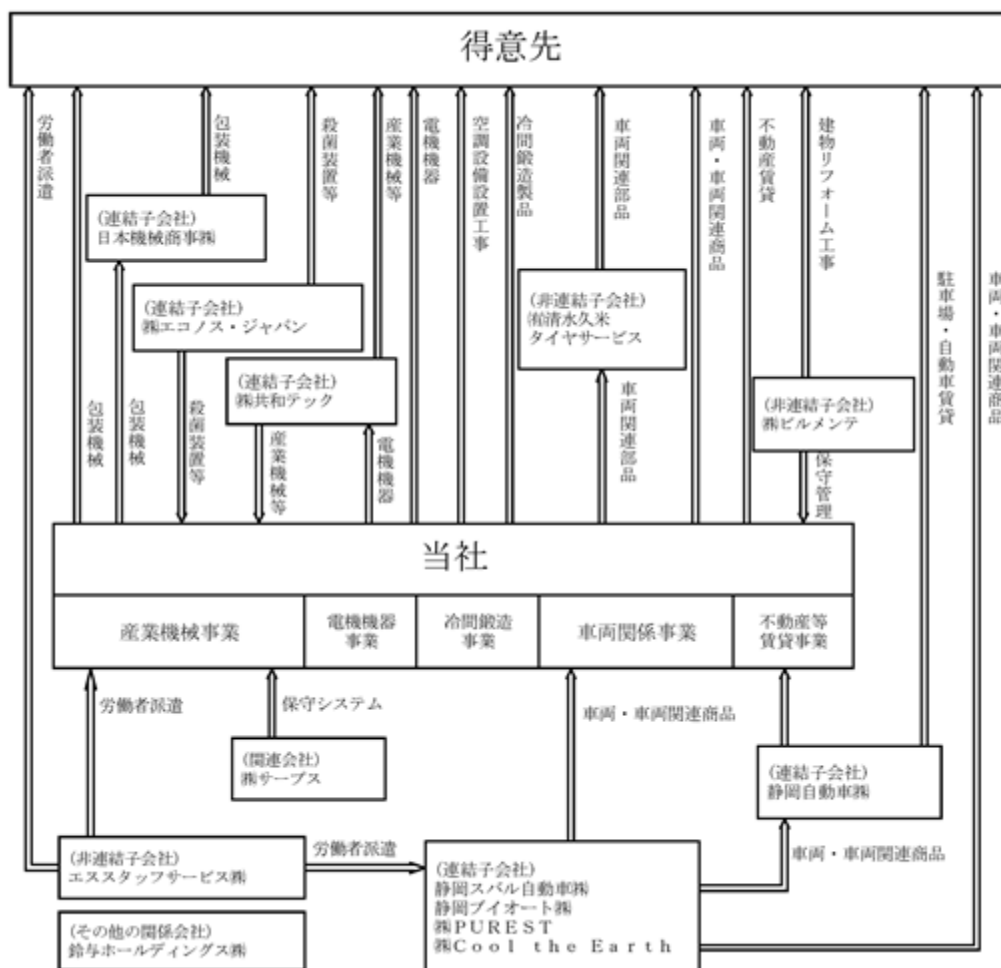 得意先
労働者派遣
包装機械
殺菌装置等
産業機械等
電機機器
空調設備設置工事
冷間鍛造製品
車両関連部品
車両・車両関連商品
不動産賃貸
建物リフォーム工事
駐車場・自動車賃貸
車両・車両関連商品
(連結子会社)
日本機械商事㈱
(連結子会社)
㈱エコノス・ジャパン
(連結子会社)
㈱共和テック
(非連結子会社)
㈲清水久米
タイヤサービス
(非連結子会社)
㈱ビルメンテ
包装機械
包装機械
殺菌装置等
産業機械等
電機機器
車両関連部品
保守管理
当社
産業機械事業
電機機器
事業
冷間鍛造
事業
車両関係事業
不動産等
賃貸事業
労働者派遣
保守システム
車両・車両関連商品
(関連会社)
㈱サーブス
(連結子会社)
静岡自動車㈱
(非連結子会社)
エススタッフサービス㈱
労働者派遣
(連結子会社)
静岡スバル自動車㈱
静岡ブイオート㈱
㈱PUREST
㈱Cool the Earth
車両・車両関連商品
(その他の関係会社)
鈴与ホールディングス㈱